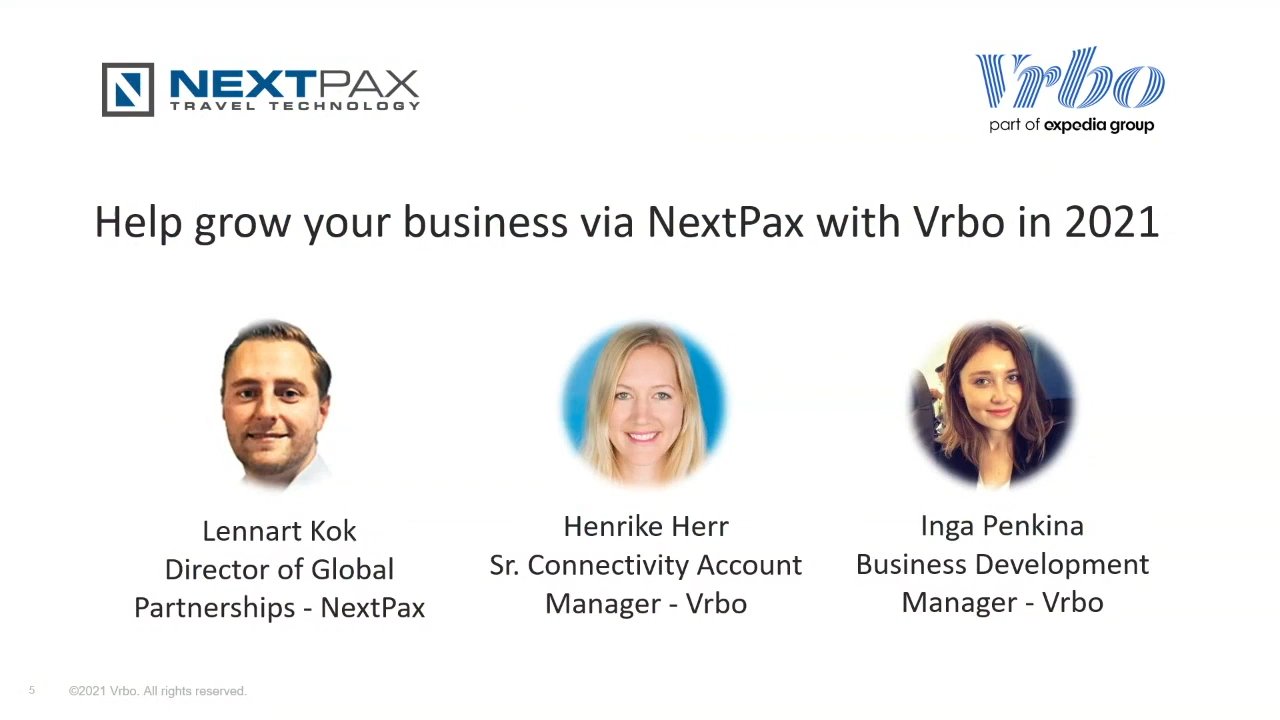 NEXTPAX
TRAVEL TECHNOLOGY
Vrbo
part of expedia group
Help grow your business via NextPax with Vrbo in 2021
Lennart Kok
Director of Global
Partnerships - NextPax
Henrike Herr
Sr. Connectivity Account
Manager - Vrbo
Inga Penkina
Business Development
Manager - Vrbo
5
©2021 Vrbo. All rights reserved.